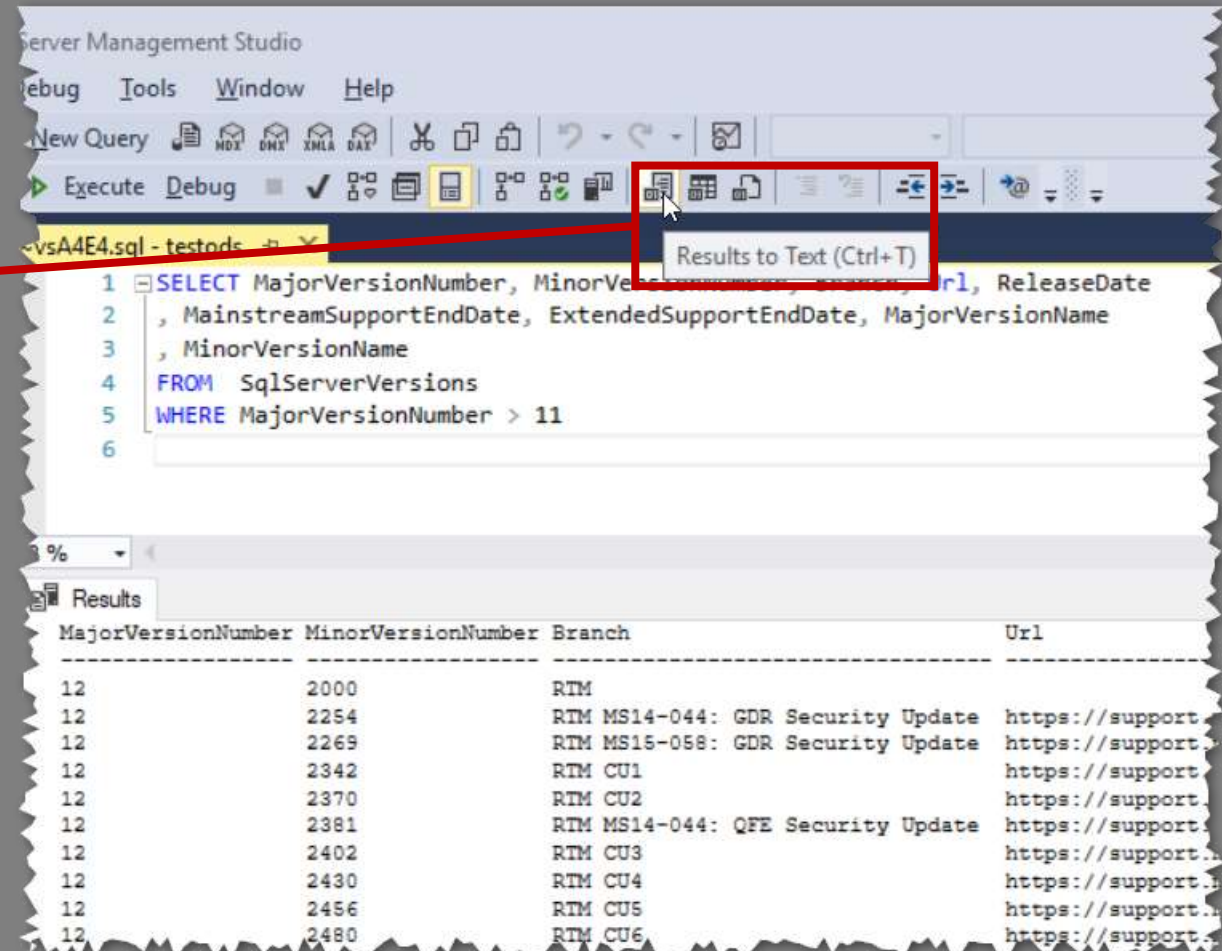 Server Management Studio
ebug Tools Window Help
New Query MDX DMX XMLA DAX
Execute Debug
vsA4E4.sql - testods
Results to Text (Ctrl+T)
1 SELECT MajorVersionNumber, MinorVersionNumber, Branch, Url, ReleaseDate
2 , MainstreamSupportEndDate, ExtendedSupportEndDate, MajorVersionName
3 , MinorVersionName
4 FROM SqlServerVersions
5 WHERE MajorVersionNumber > 11
6
%
Results
MajorVersionNumber MinorVersionNumber Branch Url
------------------ ------------------ ---------------------------------- ----------------
12 2000 RTM
12 2254 RTM MS14-044: GDR Security Update https://support.
12 2269 RTM MS15-058: GDR Security Update https://support.
12 2342 RTM CU1 https://support.
12 2370 RTM CU2 https://support.
12 2381 RTM MS14-044: QFE Security Update https://support.
12 2402 RTM CU3 https://support.
12 2430 RTM CU4 https://support.
12 2456 RTM CU5 https://support.
12 2480 RTM CU6 https://support.